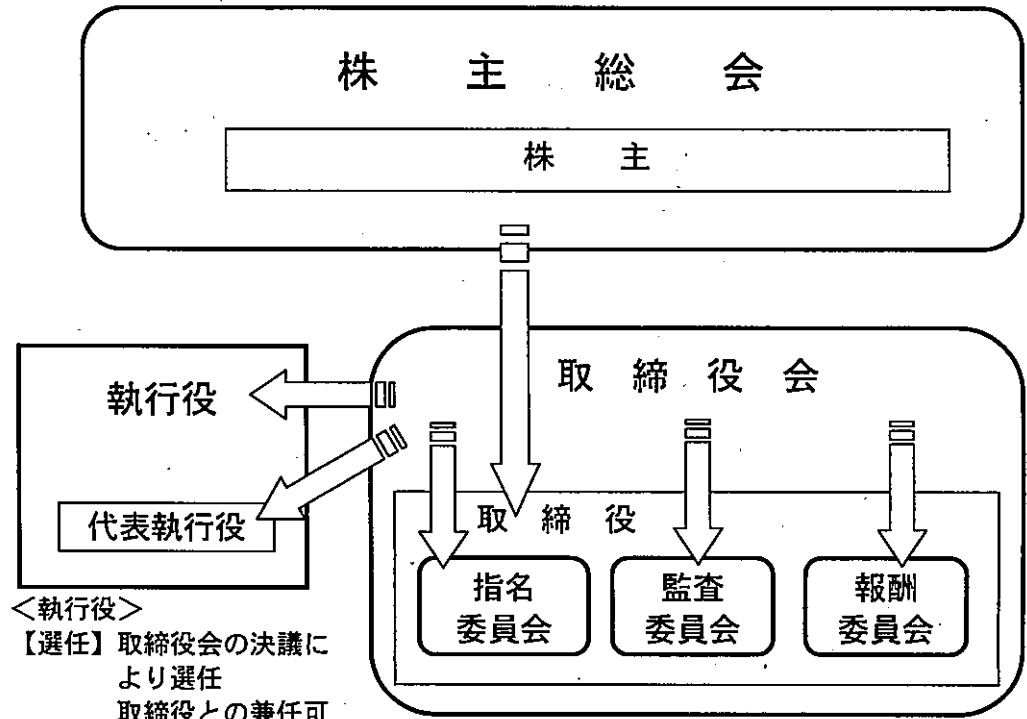 株主総会
株主
取締役会
執行役
代表執行役
取締役
指名
委員会
監査
委員会
報酬
委員会
<執行役>
【選任】取締役会の決議に
より選任
取締役との兼任可